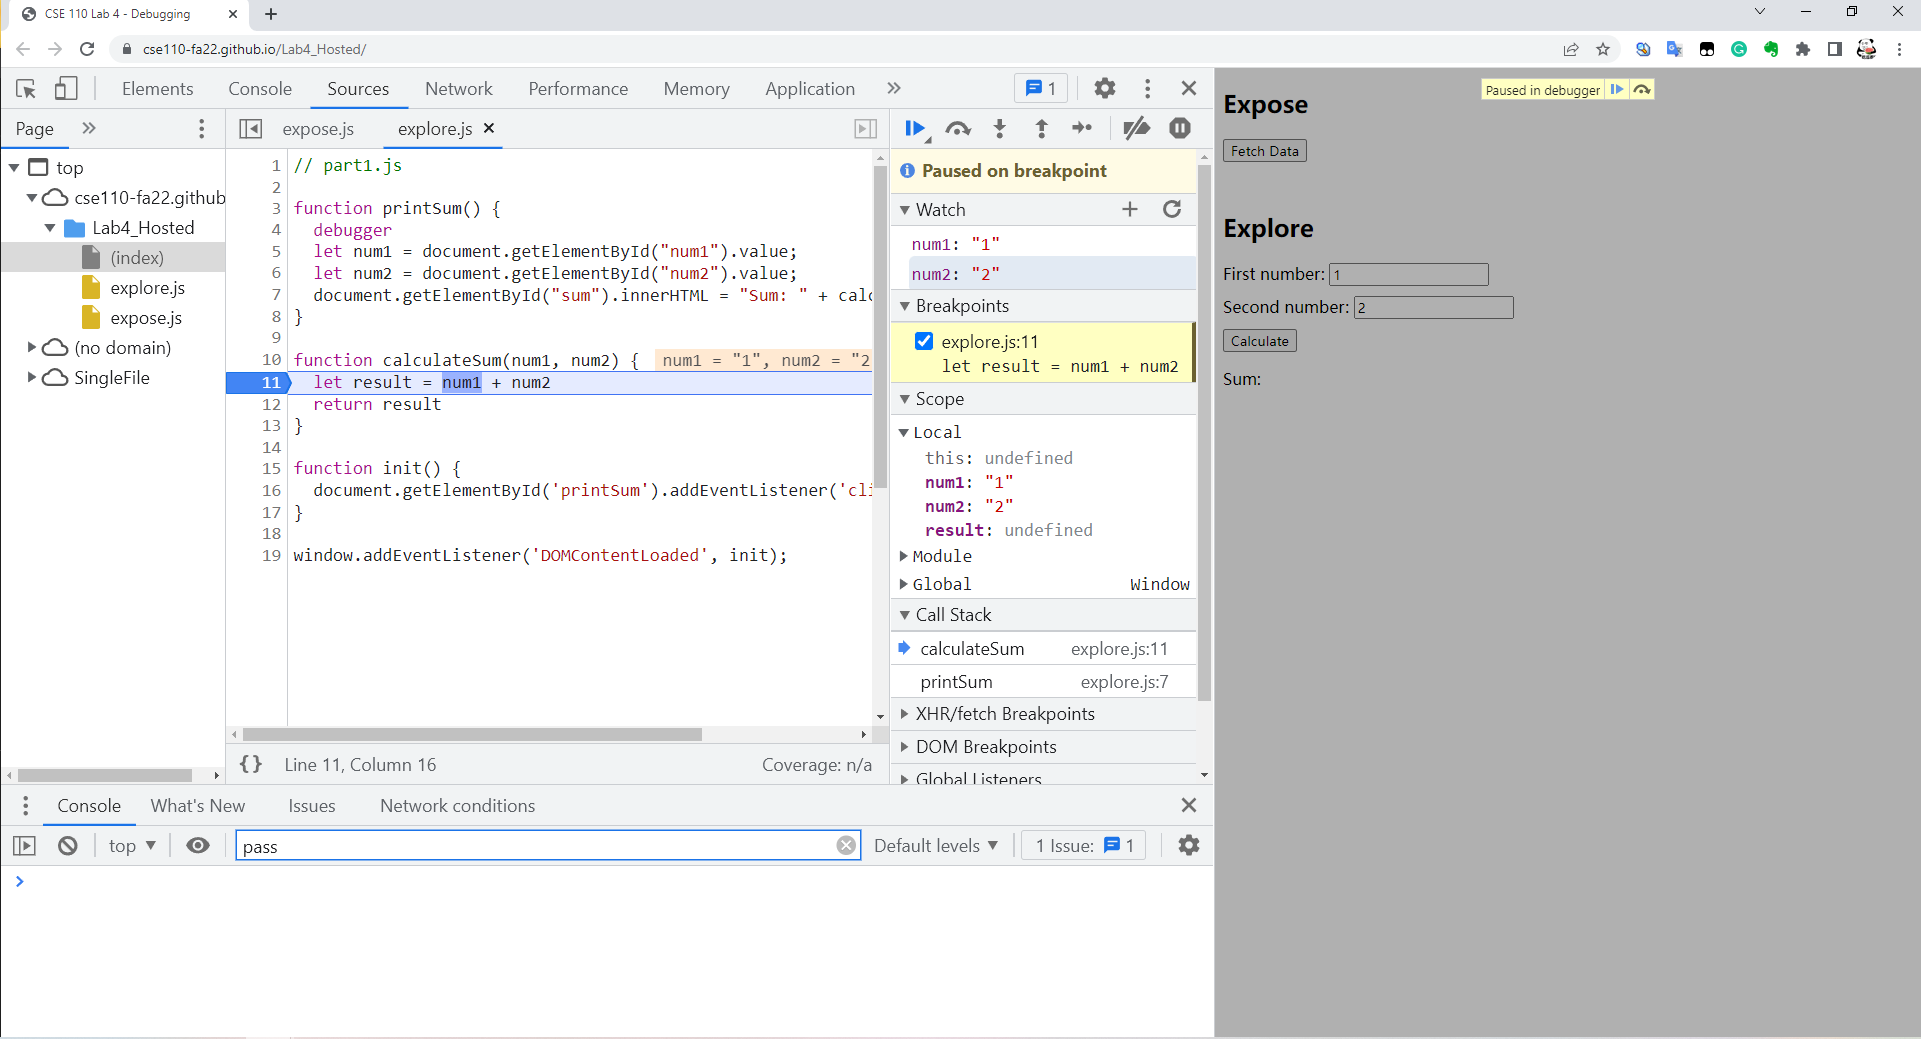 CSE 110 Lab 4 - Debugging
cse110-fa22.github.io/Lab4_Hosted/
Elements Console Sources Network Performance Memory Application 1
Page
expose.js explore.js
top
cse110-fa22.github
Lab4_Hosted
(index)
explore.js
expose.js
(no domain)
SingleFile
1 // part1.js
2
3 function printSum() {
4 debugger
5 let num1 = document.getElementById("num1").value;
6 let num2 = document.getElementById("num2").value;
7 document.getElementById("sum").innerHTML = "Sum: " + calc
8 }
9
10 function calculateSum(num1, num2) { num1 = "1", num2 = "2
11 let result = num1 + num2
12 return result
13 }
14
15 function init() {
16 document.getElementById('printSum').addEventListener('cli
17 }
18
19 window.addEventListener('DOMContentLoaded', init);
{} Line 11, Column 16 Coverage: n/a
Paused on breakpoint
Watch
num1: "1"
num2: "2"
Breakpoints
explore.js:11
let result = num1 + num2
Scope
Local
this: undefined
num1: "1"
num2: "2"
result: undefined
Module
Global Window
Call Stack
calculateSum explore.js:11
printSum explore.js:7
XHR/fetch Breakpoints
DOM Breakpoints
Global Listeners
Console What's New Issues Network conditions
top pass Default levels 1 Issue: 1
Paused in debugger
Expose
Fetch Data
Explore
First number: 1
Second number: 2
Calculate
Sum: